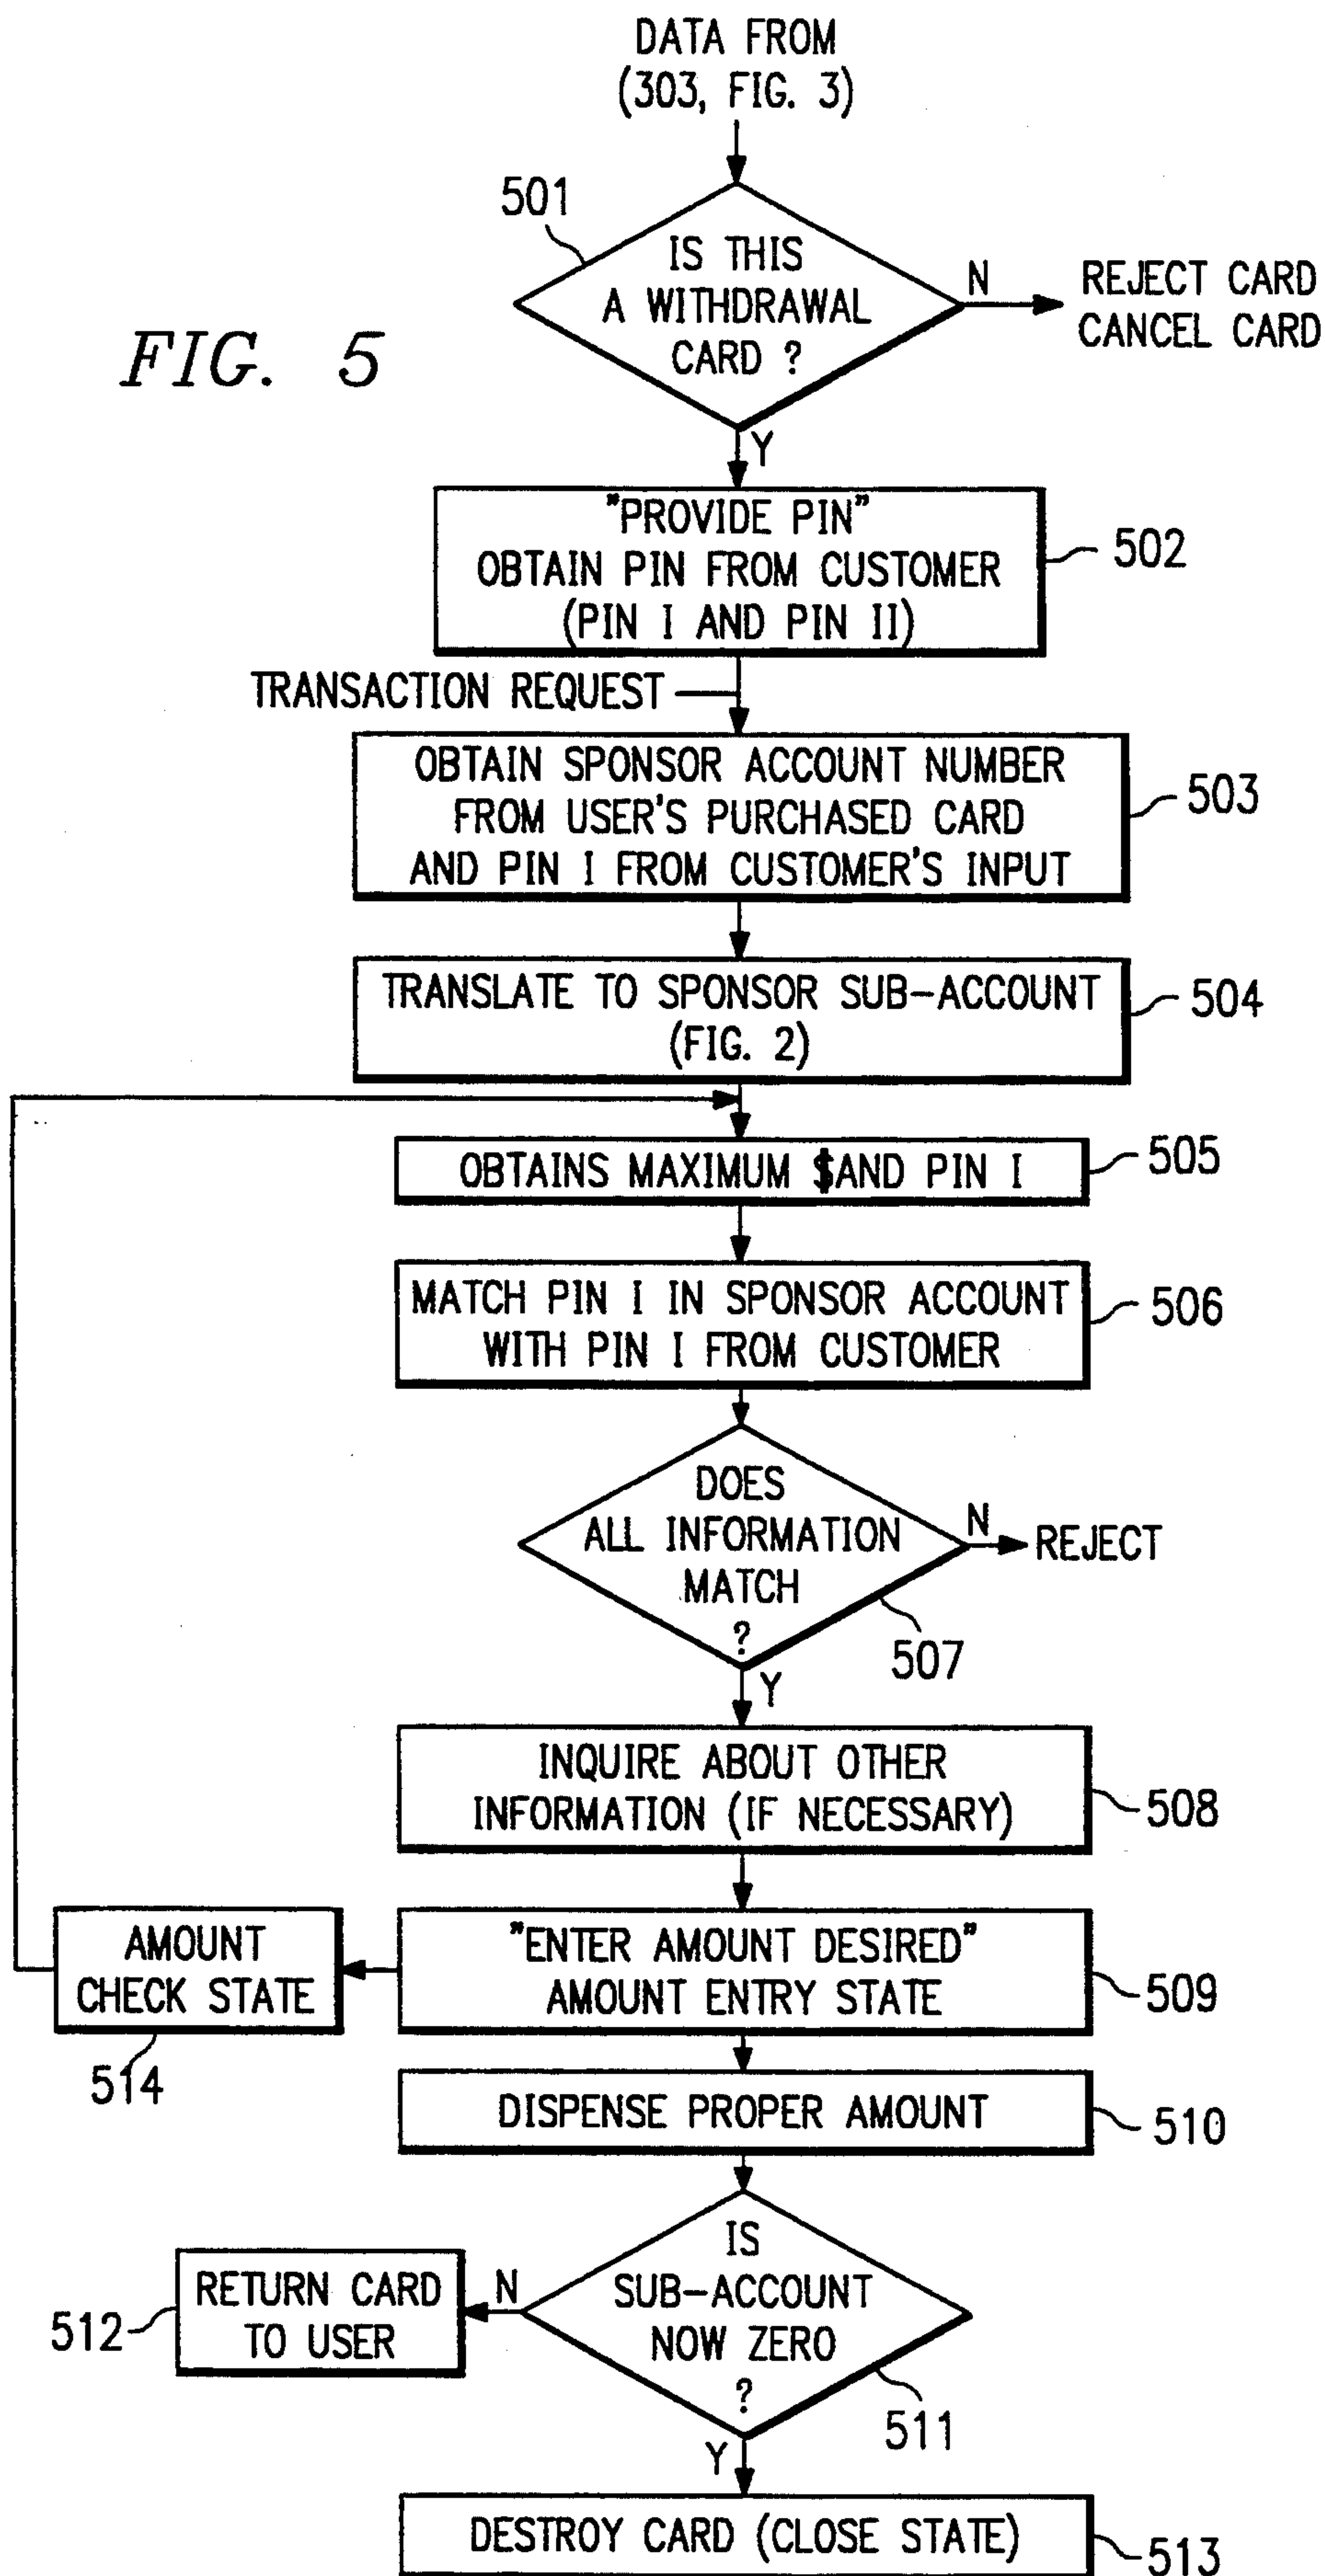 DATA FROM
(303, FIG. 3)
501
IS THIS
A WITHDRAWAL
CARD ?
N
REJECT CARD
CANCEL CARD
FIG. 5
Y
"PROVIDE PIN"
OBTAIN PIN FROM CUSTOMER
(PIN I AND PIN II)
502
TRANSACTION REQUEST
OBTAIN SPONSOR ACCOUNT NUMBER
FROM USER'S PURCHASED CARD
AND PIN I FROM CUSTOMER'S INPUT
503
TRANSLATE TO SPONSOR SUB-ACCOUNT
(FIG. 2)
504
OBTAINS MAXIMUM $AND PIN I
505
MATCH PIN I IN SPONSOR ACCOUNT
WITH PIN I FROM CUSTOMER
506
DOES
ALL INFORMATION
MATCH
?
N
REJECT
507
Y
INQUIRE ABOUT OTHER
INFORMATION (IF NECESSARY)
508
AMOUNT
CHECK STATE
514
"ENTER AMOUNT DESIRED"
AMOUNT ENTRY STATE
509
DISPENSE PROPER AMOUNT
510
IS
SUB-ACCOUNT
NOW ZERO
?
511
N
RETURN CARD
TO USER
512
Y
DESTROY CARD (CLOSE STATE)
513